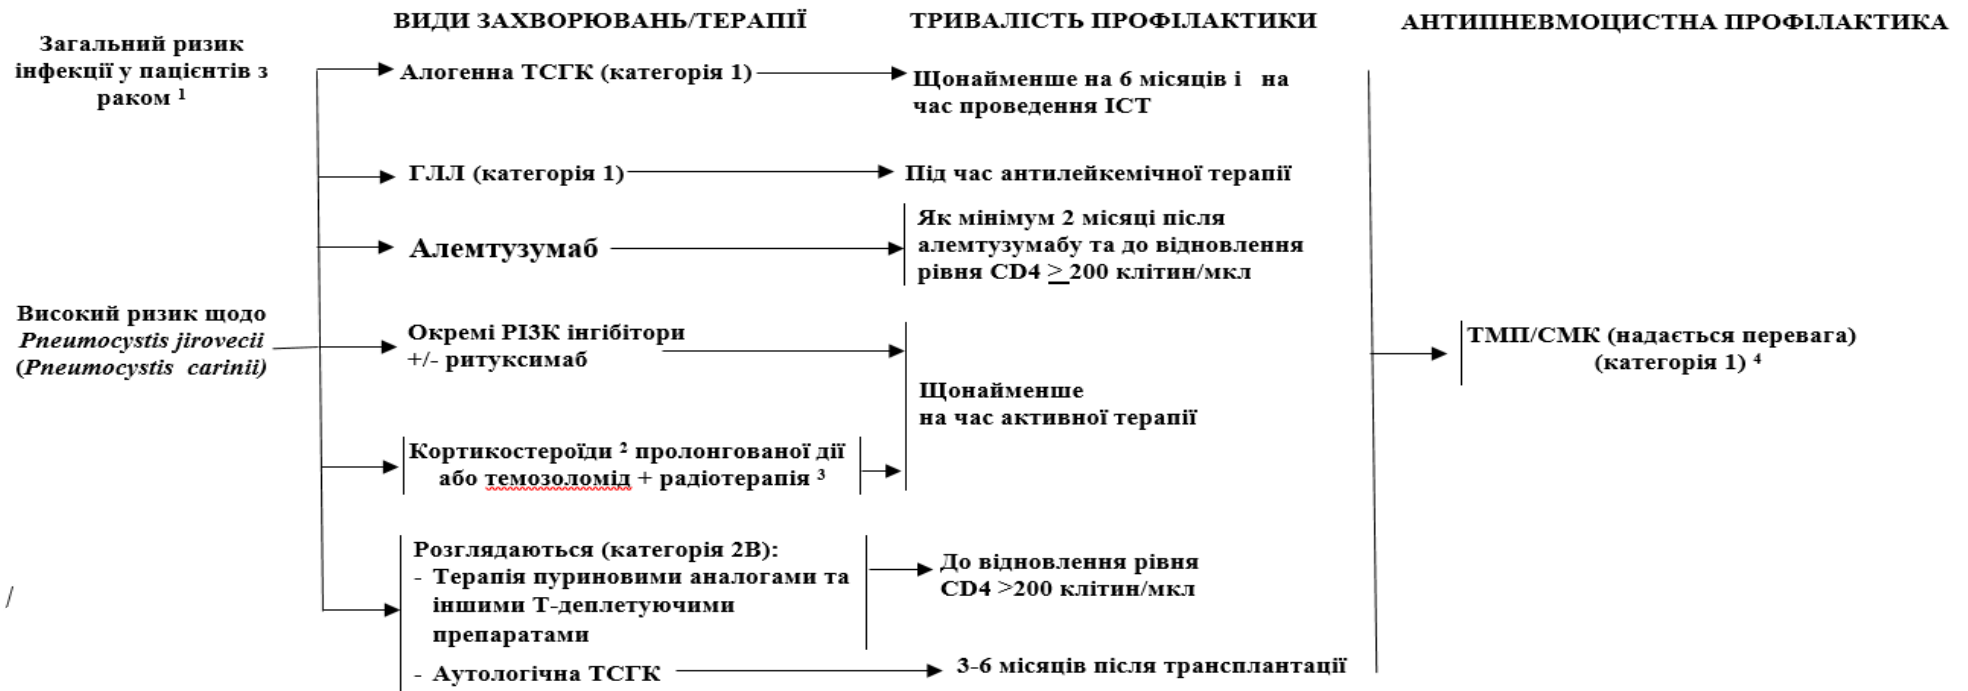 ВИДИ ЗАХВОРЮВАНЬ/ТЕРАПІЇ
ТРИВАЛІСТЬ ПРОФІЛАКТИКИ
АНТИПНЕВМОЦИСТНА ПРОФІЛАКТИКА
Загальний ризик
інфекції у пацієнтів з
раком ¹
Алогенна ТСГК (категорія 1)
Щонайменше на 6 місяців і на
час проведення ІСТ
ГЛЛ (категорія 1)
Під час антилейкемічної терапії
Алемтузумаб
Як мінімум 2 місяці після
алемтузумабу та до відновлення
рівня CD4 > 200 клітин/мкл
Високий ризик щодо
Pneumocystis jirovecii
(Pneumocystis carinii)
Окремі PI3K інгібітори
+/- ритуксимаб
Щонайменше
на час активної терапії
Кортикостероїди ² пролонгованої дії
або темозоломід + радіотерапія ³
Розглядаються (категорія 2В):
- Терапія пуриновими аналогами та
іншими Т-деплетуючими
препаратами
До відновлення рівня
CD4 >200 клітин/мкл
- Аутологічна ТСГК
3-6 місяців після трансплантації
ТМП/СМК (надається перевага)
(категорія 1) ⁴
/